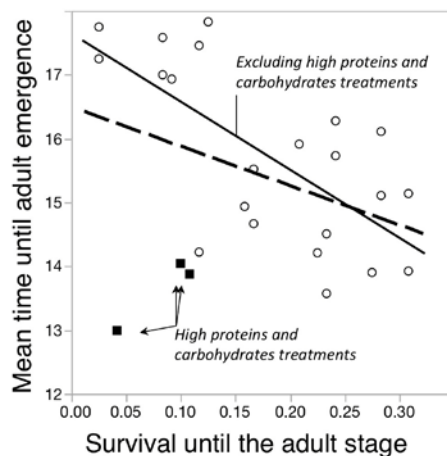 Mean time until adult emergence
17
16
15
14
13
12
Excluding high proteins and
carbohydrates treatments
High proteins and
carbohydrates treatments
0.00 0.05 0.10 0.15 0.20 0.25 0.30
Survival until the adult stage